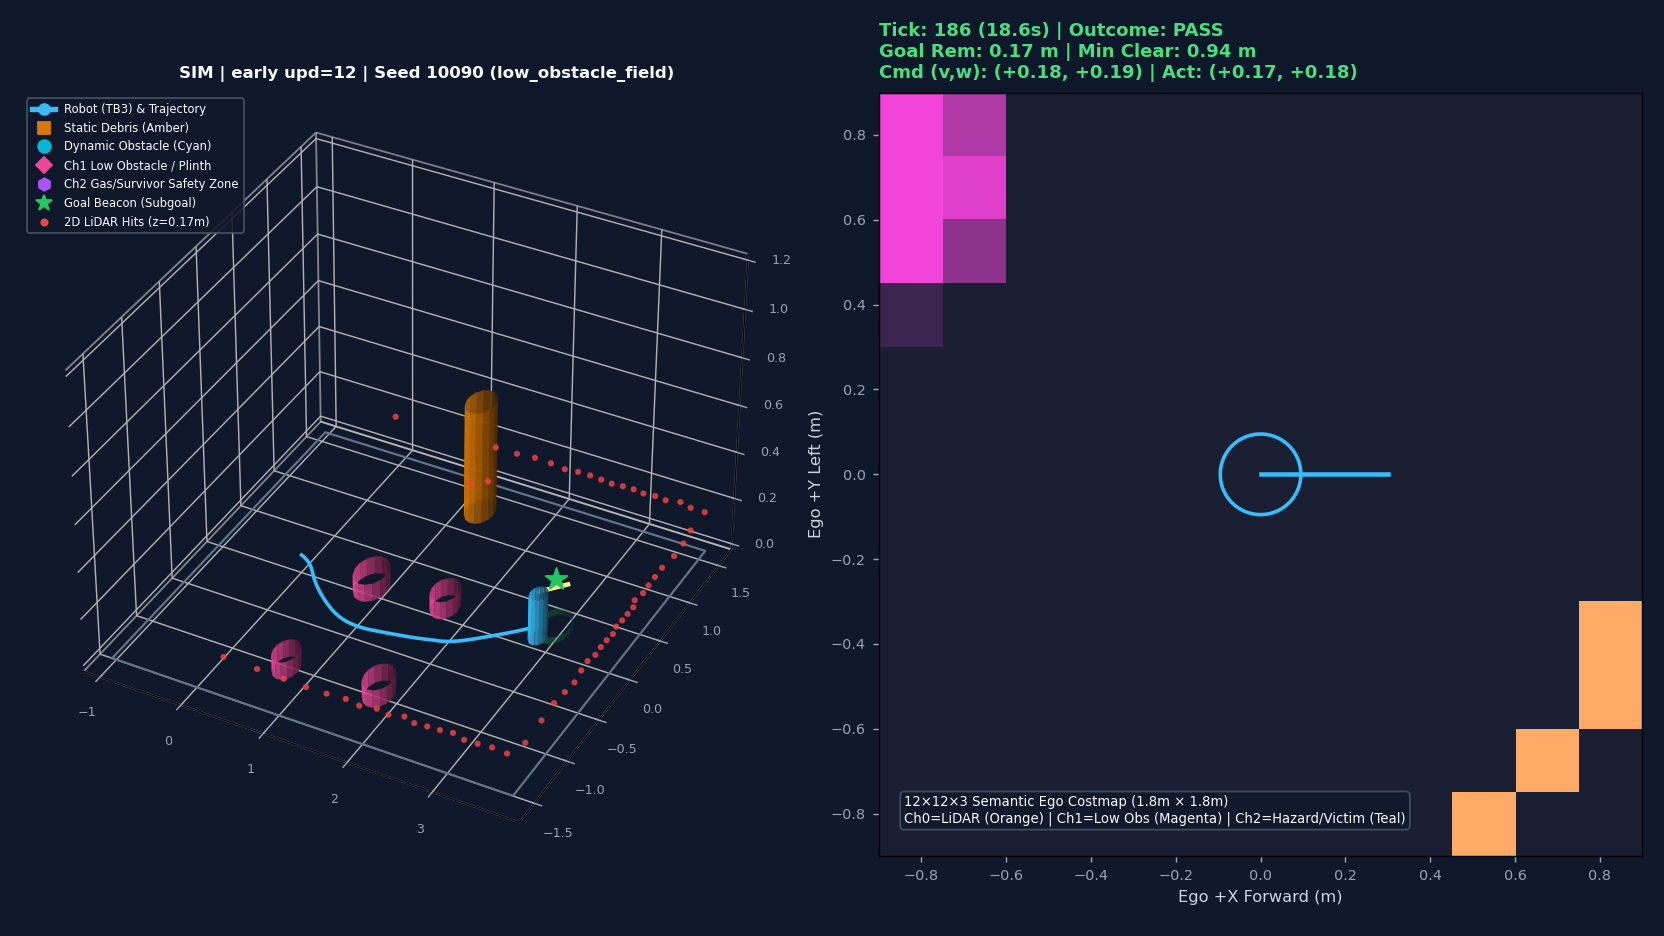 SIM | early upd=12 | Seed 10090 (low_obstacle_field)
Robot (TB3) & Trajectory
Static Debris (Amber)
Dynamic Obstacle (Cyan)
Ch1 Low Obstacle / Plinth
Ch2 Gas/Survivor Safety Zone
Goal Beacon (Subgoal)
2D LiDAR Hits (z=0.17m)
1.2
1.0
0.8
0.6
0.4
0.2
0.0
−1
0
1
2
3
1.5
1.0
0.5
0.0
−0.5
−1.0
−1.5
Tick: 186 (18.6s) | Outcome: PASS
Goal Rem: 0.17 m | Min Clear: 0.94 m
Cmd (v,w): (+0.18, +0.19) | Act: (+0.17, +0.18)
Ego +Y Left (m)
0.8
0.6
0.4
0.2
0.0
−0.2
−0.4
−0.6
−0.8
12×12×3 Semantic Ego Costmap (1.8m × 1.8m)
Ch0=LiDAR (Orange) | Ch1=Low Obs (Magenta) | Ch2=Hazard/Victim (Teal)
−0.8
−0.6
−0.4
−0.2
0.0
0.2
0.4
0.6
0.8
Ego +X Forward (m)